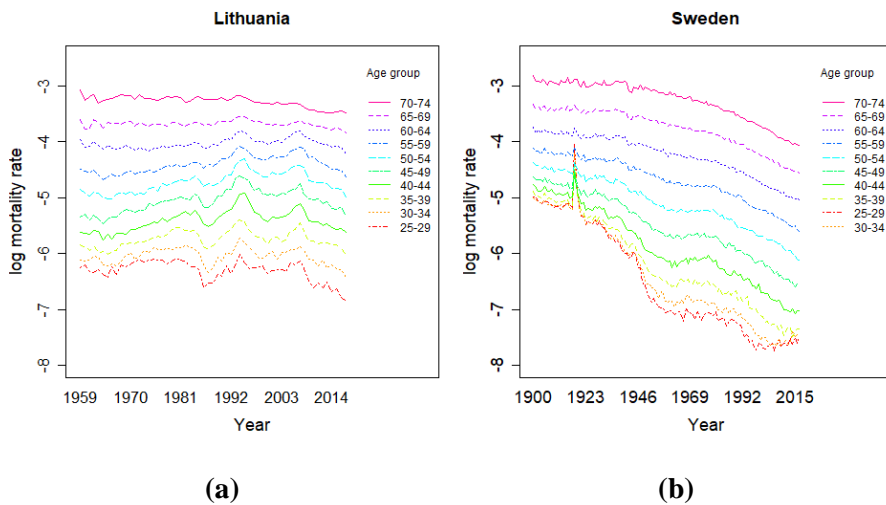 Lithuania
log mortality rate
-3
-4
-5
-6
-7
-8
Age group
70-74
65-69
60-64
55-59
50-54
45-49
40-44
35-39
30-34
25-29
1959 1970 1981 1992 2003 2014
Year
(a)
Sweden
log mortality rate
-3
-4
-5
-6
-7
-8
Age group
70-74
65-69
60-64
55-59
50-54
45-49
40-44
35-39
25-29
30-34
1900 1923 1946 1969 1992 2015
Year
(b)